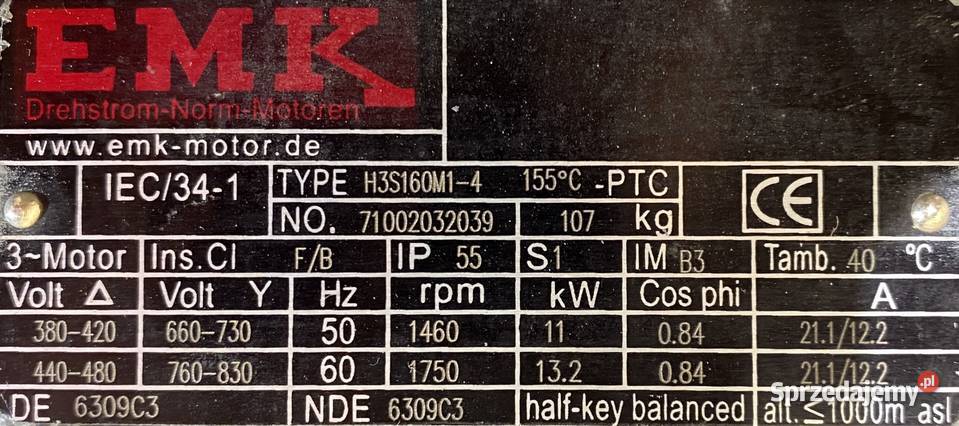 EMK
Drehstrom-Norm-Motoren
www.emk-motor.de
IEC/34-1 TYPE H3S160M1-4 155°C -PTC CE
NO. 71002032039 107 kg
3~Motor Ins.Cl F/B IP 55 S1 IM B3 Tamb. 40 °C
Volt Δ Volt Y Hz rpm kW Cos phi A
380-420 660-730 50 1460 11 0.84 21.1/12.2
440-480 760-830 60 1750 13.2 0.84 21.1/12.2
Sprzedajemy.pl
DE 6309C3 NDE 6309C3 half-key balanced alt. ≤1000m asl